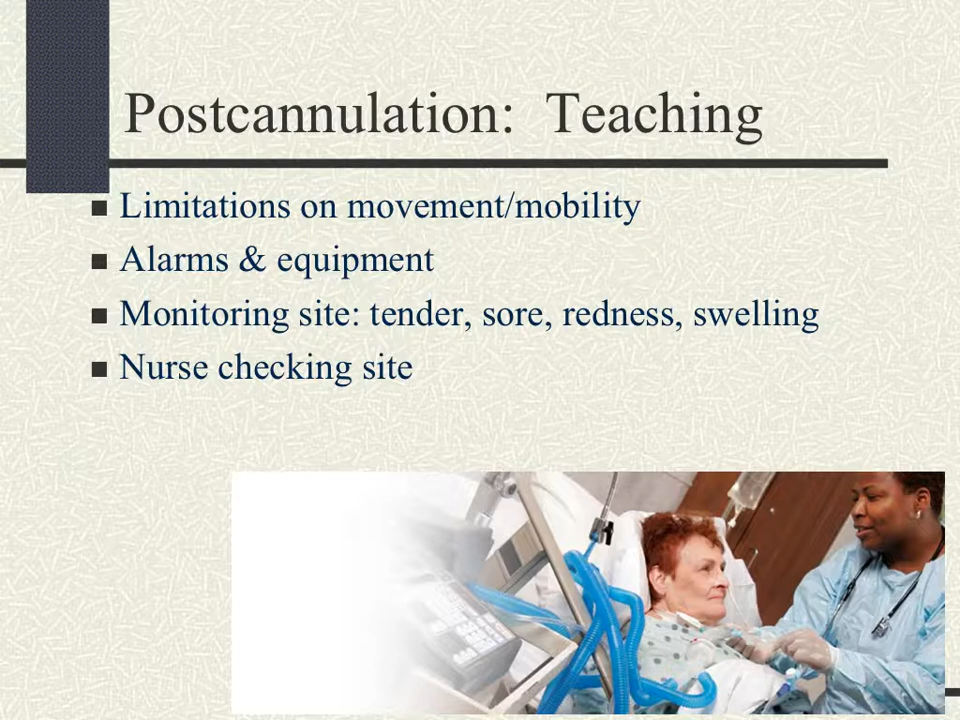 Postcannulation: Teaching
Limitations on movement/mobility
Alarms & equipment
Monitoring site: tender, sore, redness, swelling
Nurse checking site